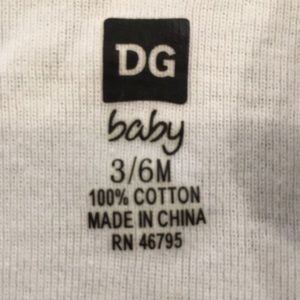 DG
baby
3/6M
100% COTTON
MADE IN CHINA
RN 46795